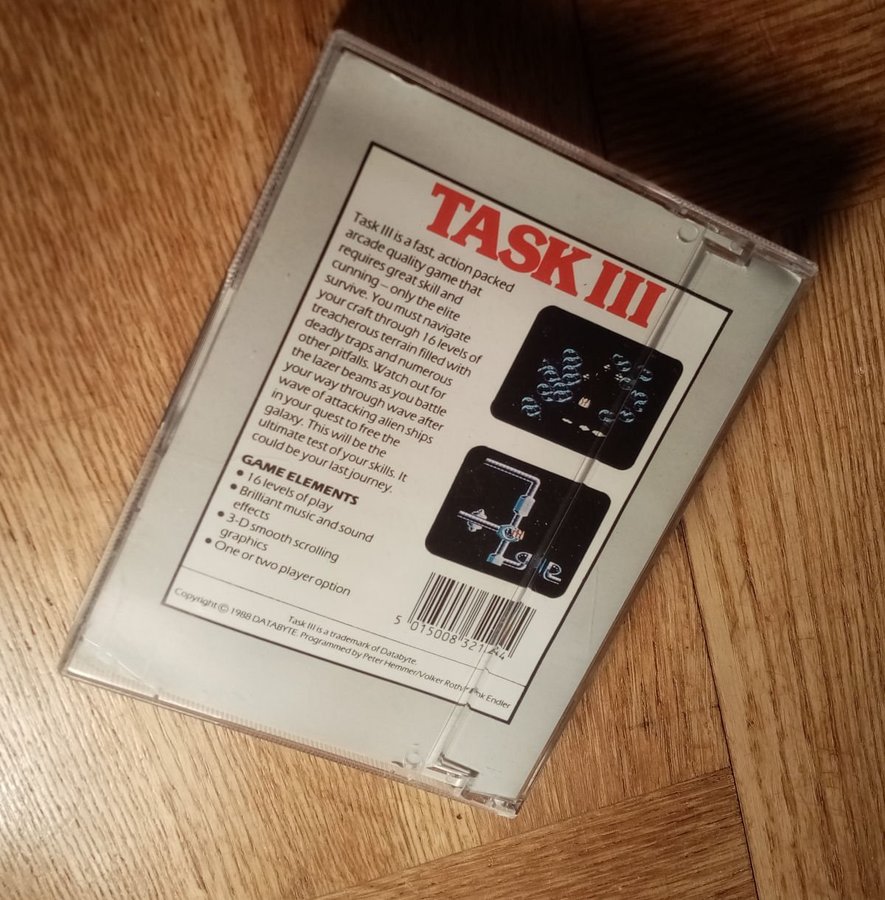 TASK III
Task III is a fast, action packed
arcade quality game that
requires great skill and
cunning – only the elite
survive. You must navigate
your craft through 16 levels of
treacherous terrain filled with
deadly traps and numerous
other pitfalls. Watch out for
the lazer beams as you battle
your way through wave after
wave of attacking alien ships
in your quest to free the
galaxy. This will be the
ultimate test of your skills. It
could be your last journey.
GAME ELEMENTS
• 16 levels of play
• Brilliant music and sound
effects
• 3-D smooth scrolling
graphics
• One or two player option
5 015008 321244
Task III is a trademark of Databyte.
Copyright © 1988 DATABYTE. Programmed by Peter Hemmer/Volker Roth/ Endler